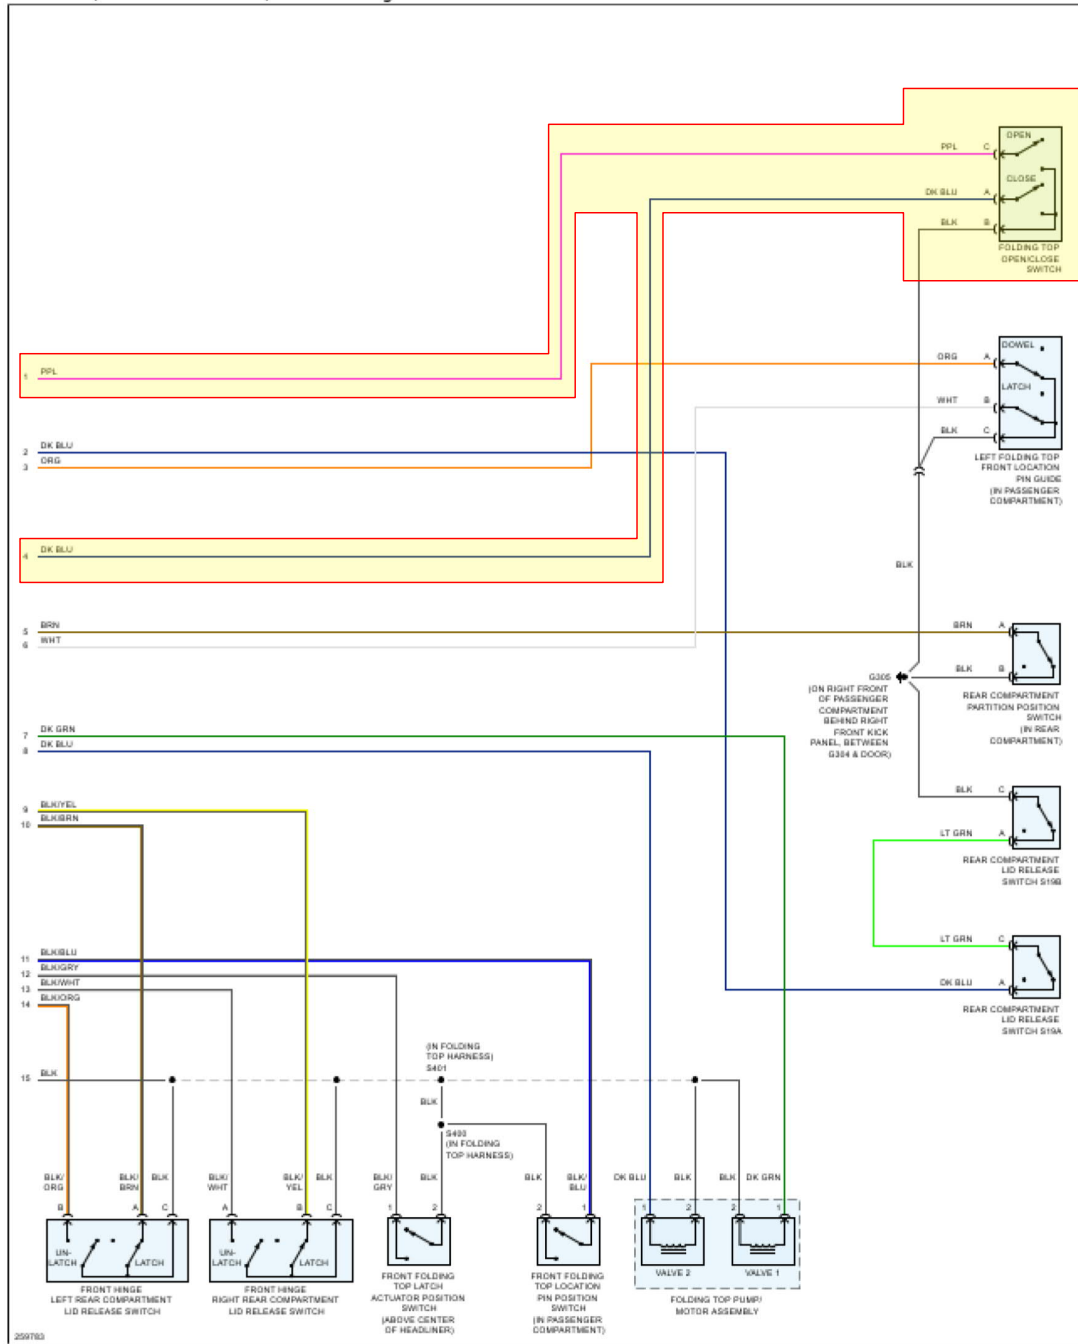 OPEN
PPL C
CLOSE
DK BLU A
BLK B
FOLDING TOP
OPEN/CLOSE
SWITCH
1 PPL
DOWEL
ORG A
LATCH
WHT B
BLK C
LEFT FOLDING TOP
FRONT LOCATION
PIN GUIDE
(IN PASSENGER
COMPARTMENT)
2 DK BLU
3 ORG
4 DK BLU
BLK
5 BRN
6 WHT
BRN A
BLK B
REAR COMPARTMENT
PARTITION POSITION
SWITCH
(IN REAR
COMPARTMENT)
G305
(ON RIGHT FRONT
OF PASSENGER
COMPARTMENT
BEHIND RIGHT
FRONT KICK
PANEL, BETWEEN
G304 & DOOR)
7 DK GRN
8 DK BLU
BLK C
LT GRN A
REAR COMPARTMENT
LID RELEASE
SWITCH S19B
9 BLK/YEL
10 BLK/BRN
LT GRN C
DK BLU A
REAR COMPARTMENT
LID RELEASE
SWITCH S19A
11 BLK/BLU
12 BLK/GRY
13 BLK/WHT
14 BLK/ORG
(IN FOLDING
TOP HARNESS)
S401
15 BLK
BLK
S400
(IN FOLDING
TOP HARNESS)
BLK/
ORG
BLK/
BRN
BLK
BLK/
WHT
BLK/
YEL
BLK
BLK/
GRY
BLK
BLK
BLK/
BLU
DK BLU
BLK
BLK
DK GRN
B A C
A B C
1 2
2 1
1 2
2 1
UN-
LATCH
LATCH
FRONT HINGE
LEFT REAR COMPARTMENT
LID RELEASE SWITCH
UN-
LATCH
LATCH
FRONT HINGE
RIGHT REAR COMPARTMENT
LID RELEASE SWITCH
FRONT FOLDING
TOP LATCH
ACTUATOR POSITION
SWITCH
(ABOVE CENTER
OF HEADLINER)
FRONT FOLDING
TOP LOCATION
PIN POSITION
SWITCH
(IN PASSENGER
COMPARTMENT)
VALVE 2
VALVE 1
FOLDING TOP PUMP/
MOTOR ASSEMBLY
259783